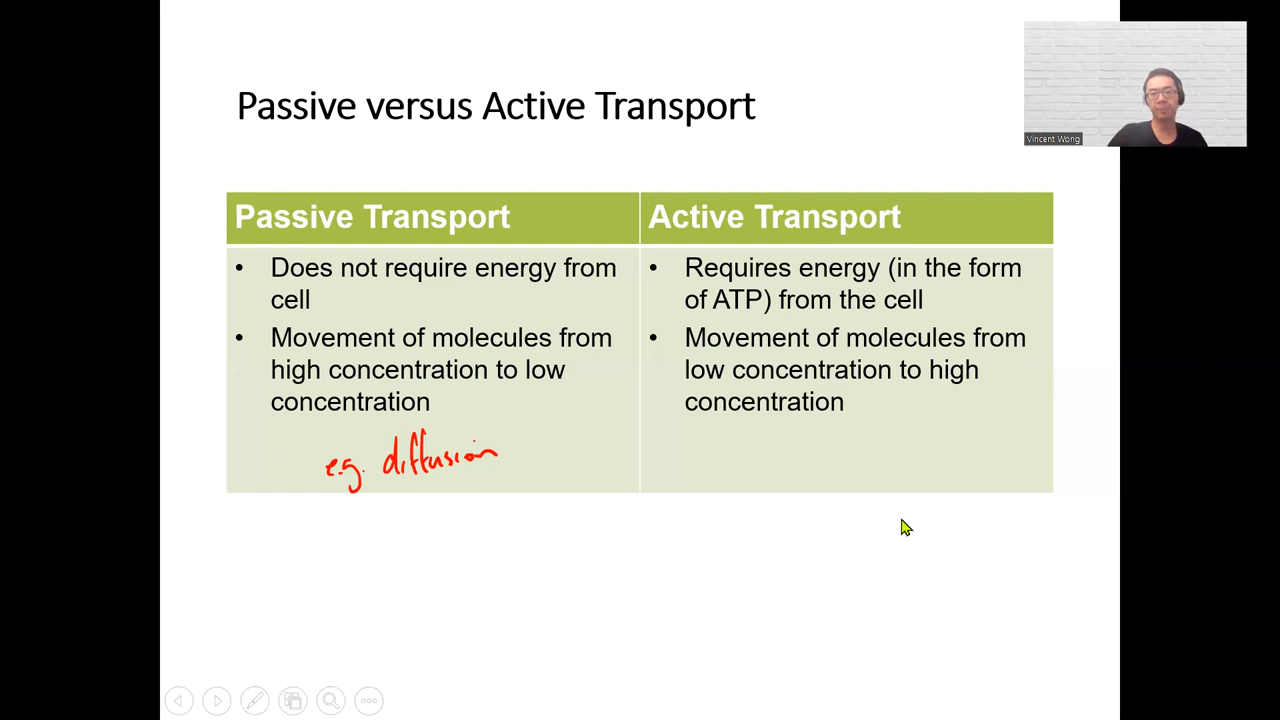 Passive versus Active Transport
Vincent Wong
Passive Transport
• Does not require energy from
cell
• Movement of molecules from
high concentration to low
concentration
e.g. diffusion
Active Transport
• Requires energy (in the form
of ATP) from the cell
• Movement of molecules from
low concentration to high
concentration